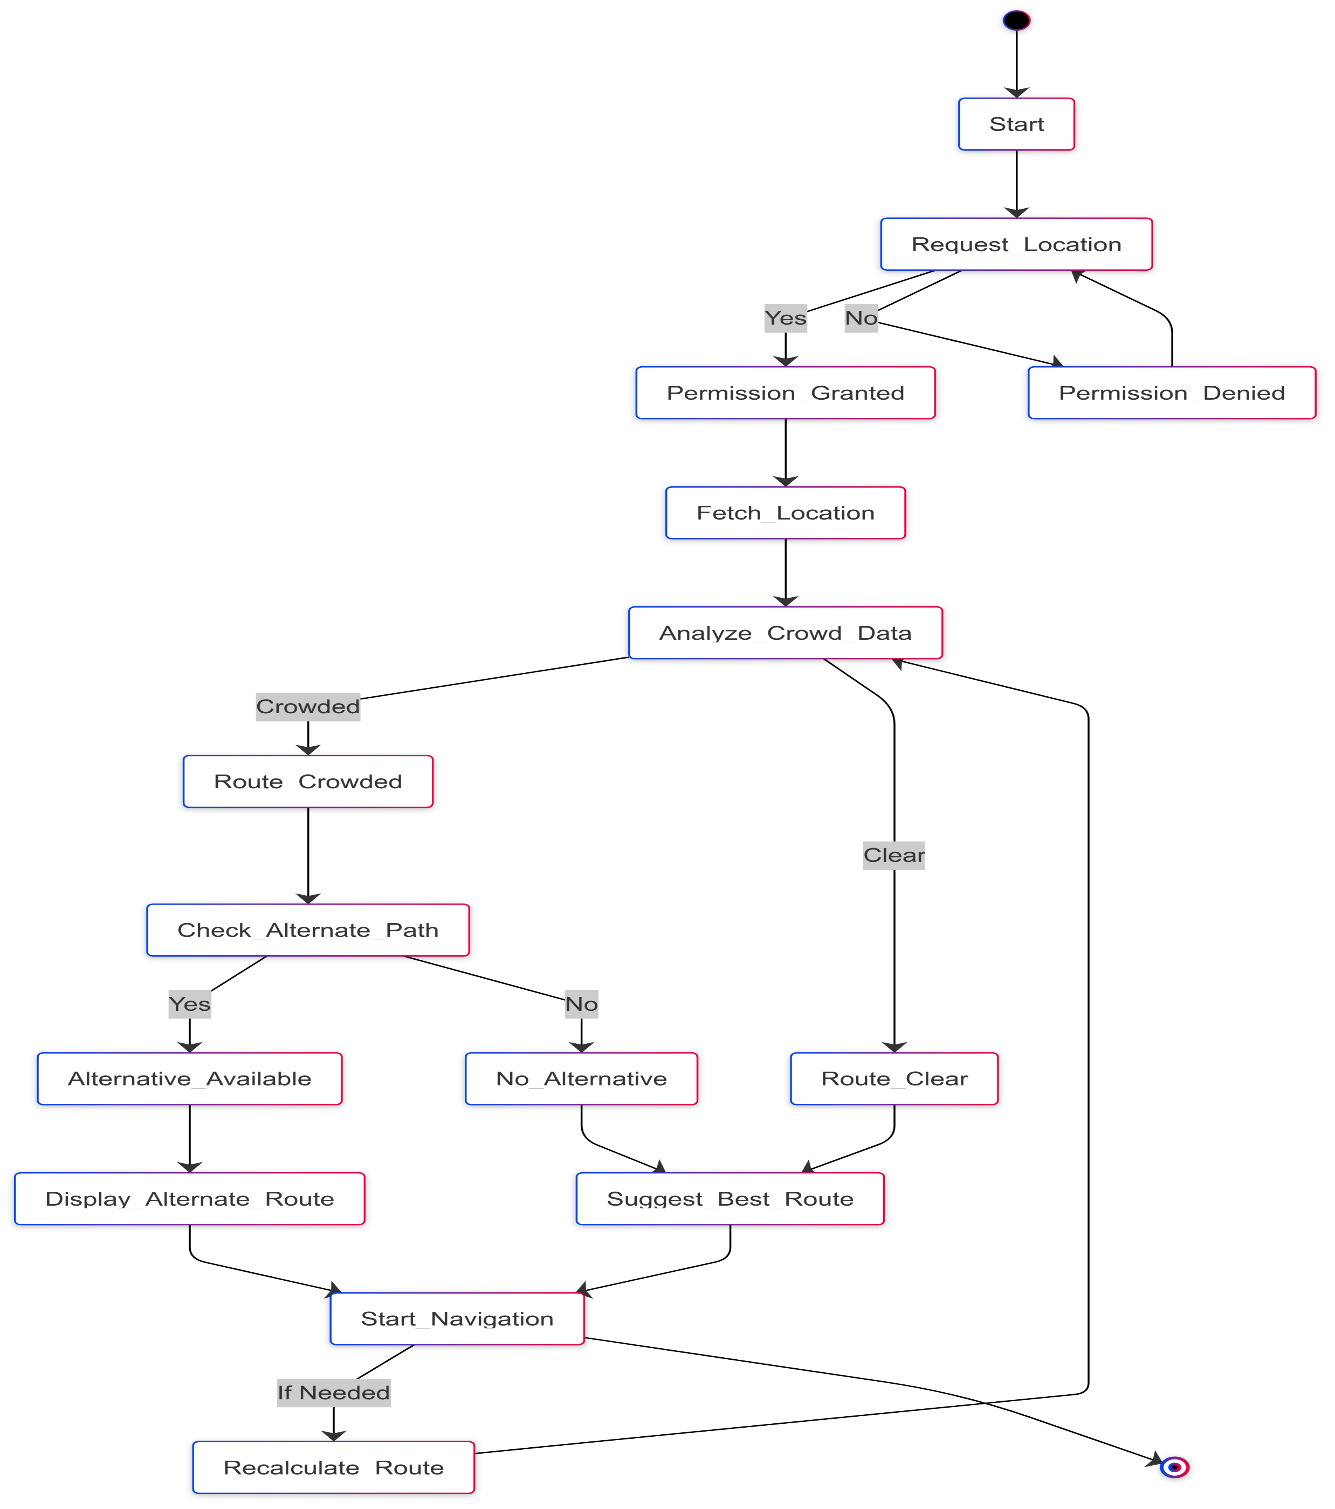 Start
Request_Location
Yes
No
Permission_Granted
Permission_Denied
Fetch_Location
Analyze_Crowd_Data
Crowded
Route_Crowded
Clear
Check_Alternate_Path
Yes
No
Alternative_Available
No_Alternative
Route_Clear
Display_Alternate_Route
Suggest_Best_Route
Start_Navigation
If Needed
Recalculate_Route